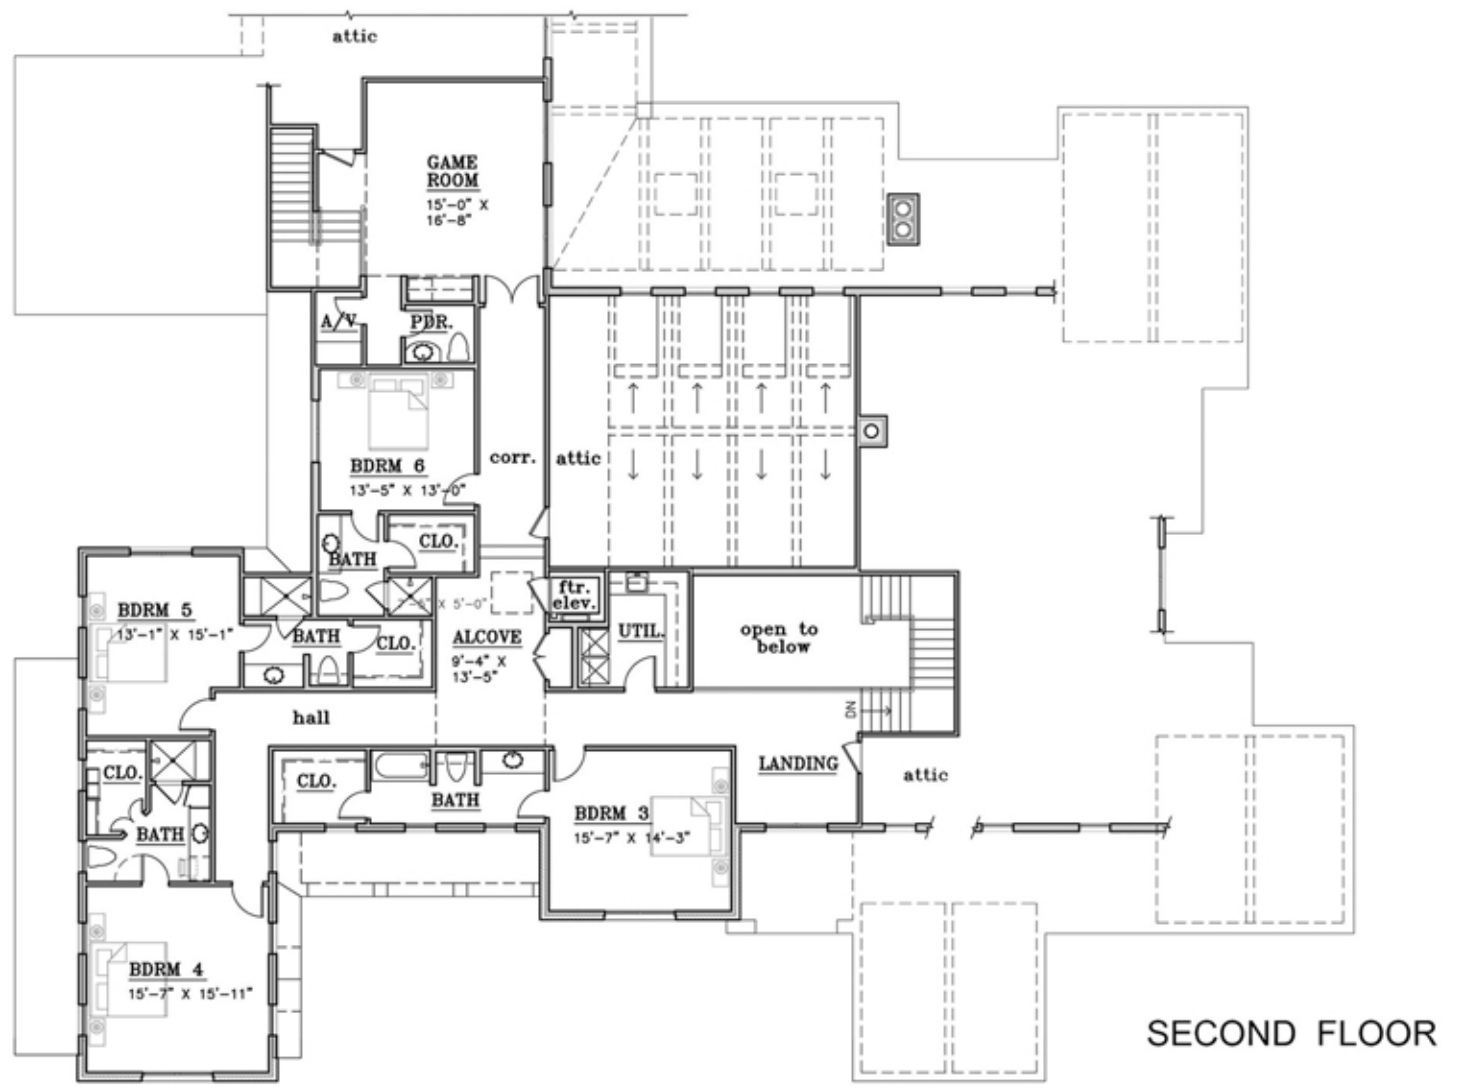 attic
GAME
ROOM
15'-0" X
16'-8"
A/V
PDR.
BDRM 6
13'-5" X 13'-0"
corr.
attic
CLO.
BATH
ftr.
elev.
5'-0"
BDRM 5
13'-1" X 15'-1"
BATH
CLO.
ALCOVE
9'-4" X
13'-5"
UTIL.
open to
below
hall
DN
CLO.
CLO.
BATH
LANDING
attic
BATH
BDRM 3
15'-7" X 14'-3"
BDRM 4
15'-7" X 15'-11"
SECOND FLOOR